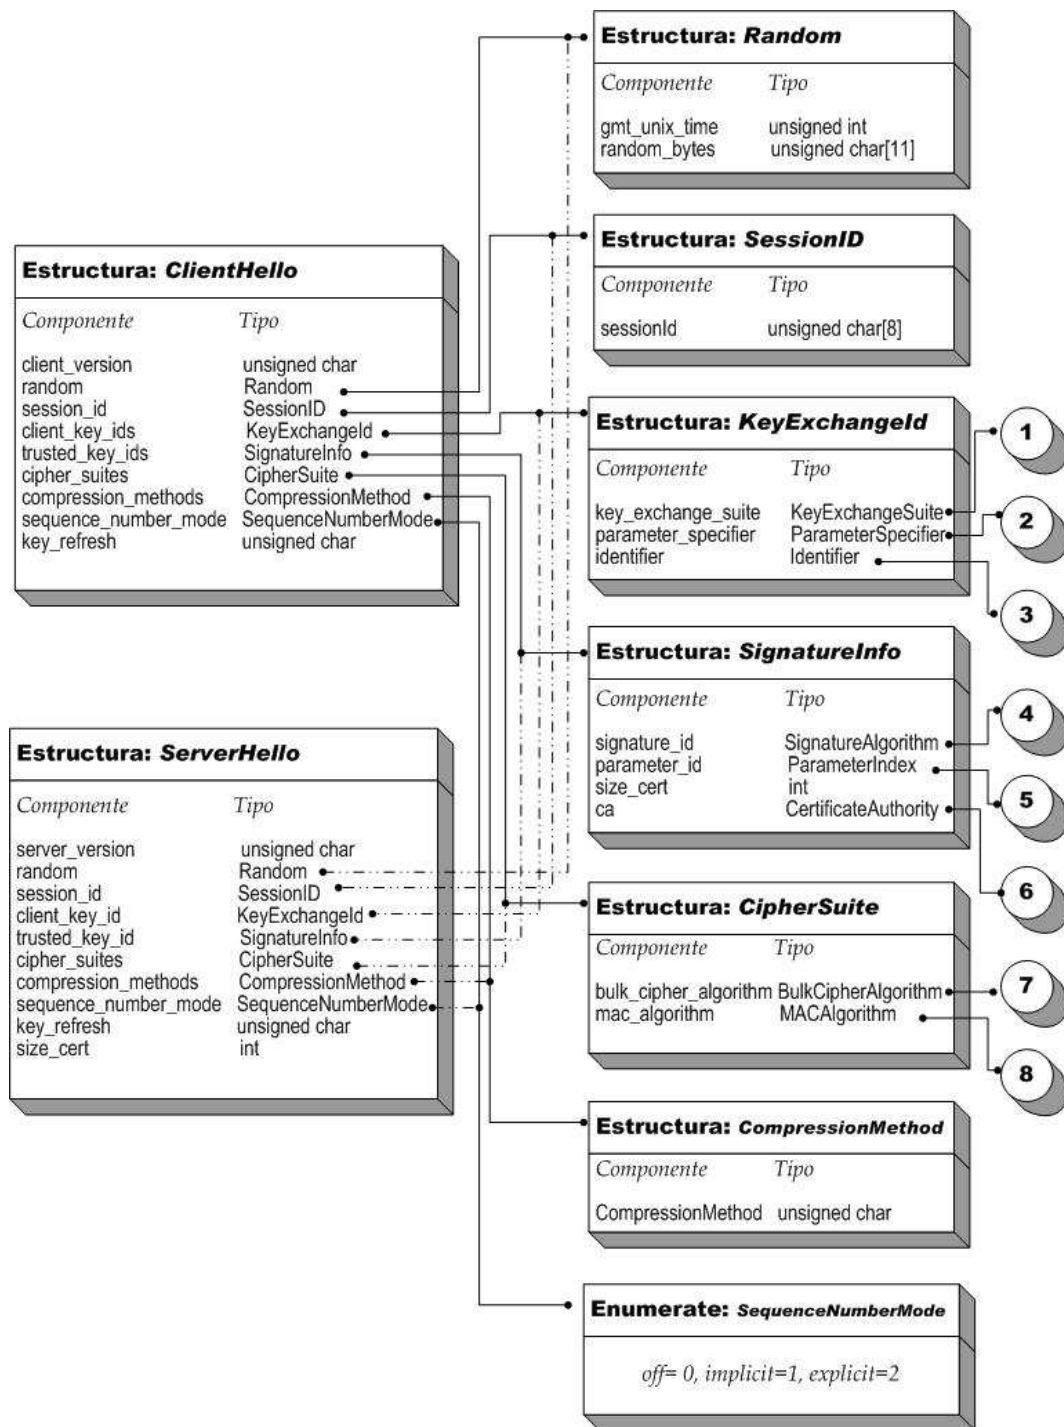 Estructura: Random
Componente Tipo
gmt_unix_time unsigned int
random_bytes unsigned char[11]
Estructura: SessionID
Componente Tipo
sessionId unsigned char[8]
Estructura: ClientHello
Componente Tipo
client_version unsigned char
random Random
session_id SessionID
client_key_ids KeyExchangeId
trusted_key_ids SignatureInfo
cipher_suites CipherSuite
compression_methods CompressionMethod
sequence_number_mode SequenceNumberMode
key_refresh unsigned char
Estructura: KeyExchangeId
Componente Tipo
key_exchange_suite KeyExchangeSuite
parameter_specifier ParameterSpecifier
identifier Identifier
1
2
3
Estructura: SignatureInfo
Componente Tipo
signature_id SignatureAlgorithm
parameter_id ParameterIndex
size_cert int
ca CertificateAuthority
4
5
6
Estructura: ServerHello
Componente Tipo
server_version unsigned char
random Random
session_id SessionID
client_key_id KeyExchangeId
trusted_key_id SignatureInfo
cipher_suites CipherSuite
compression_methods CompressionMethod
sequence_number_mode SequenceNumberMode
key_refresh unsigned char
size_cert int
Estructura: CipherSuite
Componente Tipo
bulk_cipher_algorithm BulkCipherAlgorithm
mac_algorithm MACAlgorithm
7
8
Estructura: CompressionMethod
Componente Tipo
CompressionMethod unsigned char
Enumerate: SequenceNumberMode
off= 0, implicit=1, explicit=2